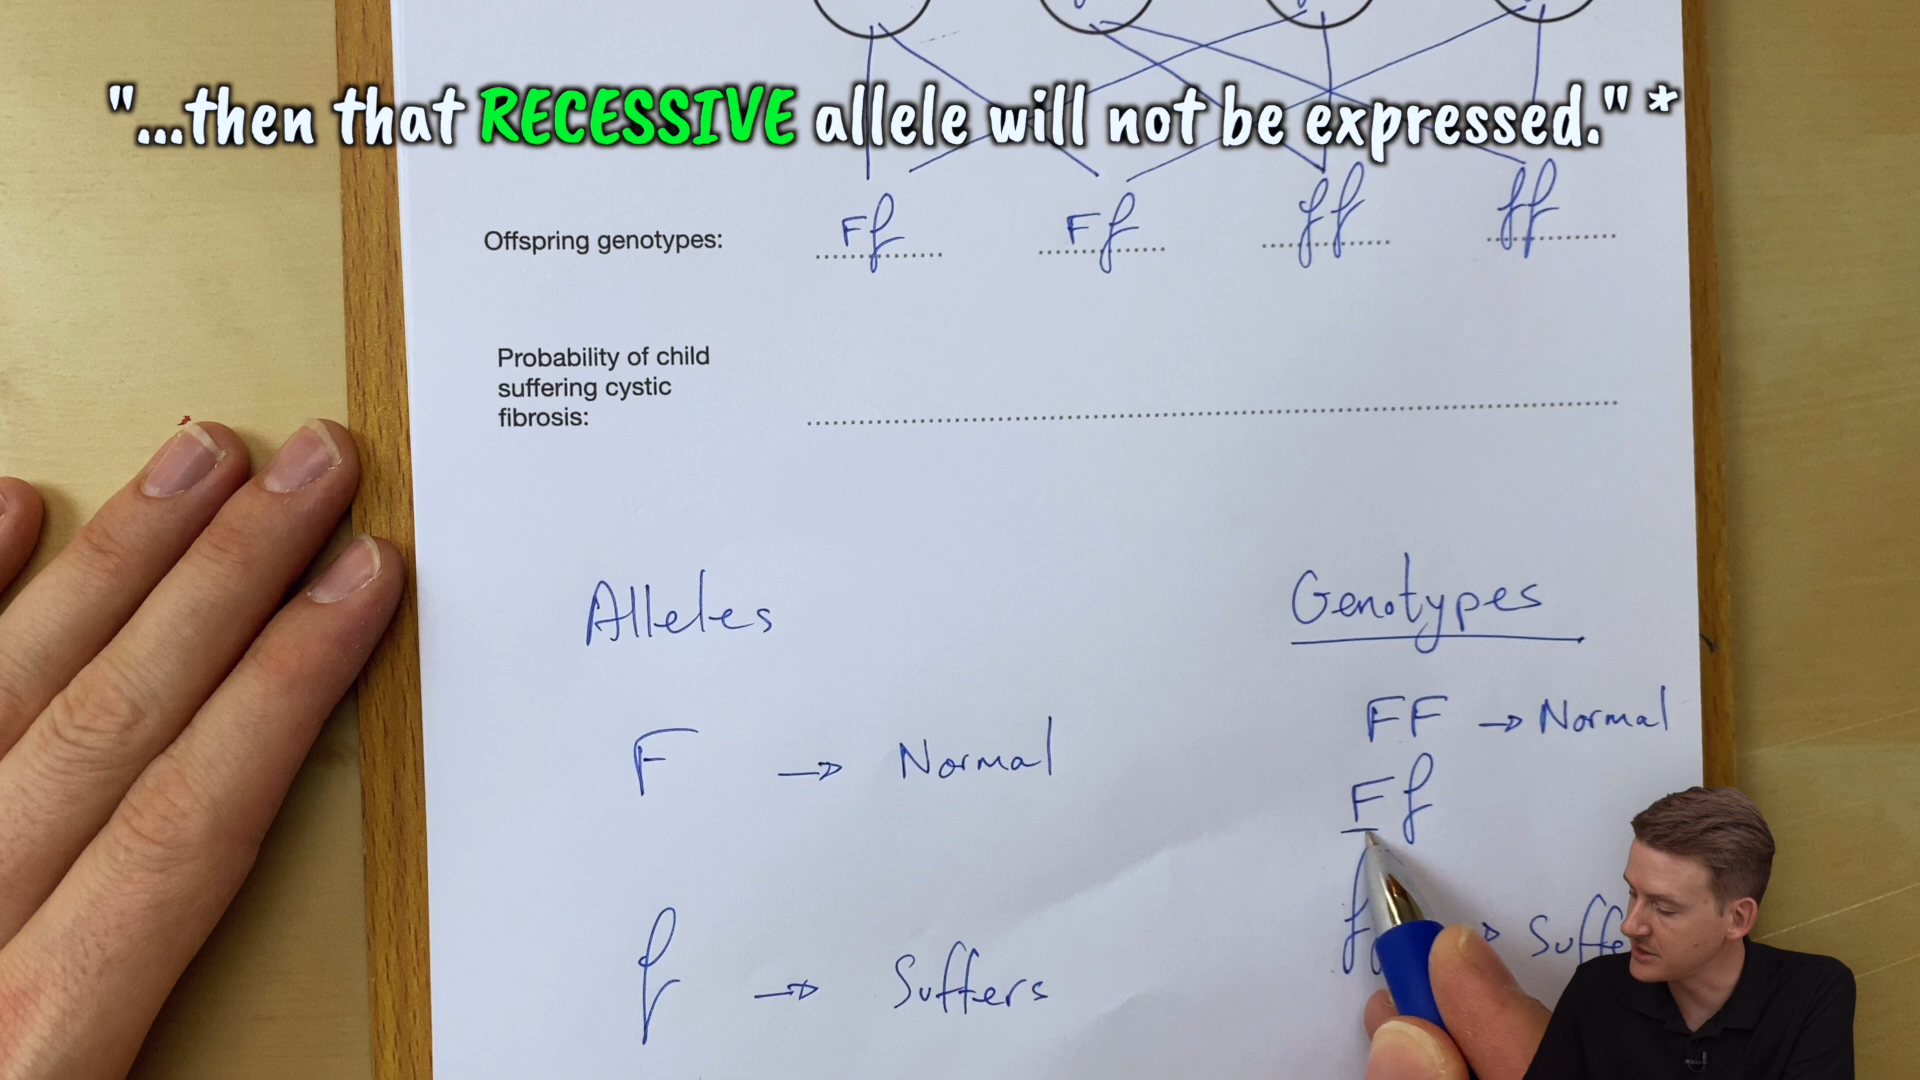 "...then that RECESSIVE allele will not be expressed." *
Offspring genotypes: Ff Ff ff ff
Probability of child
suffering cystic
fibrosis:
Alleles
Genotypes
F → Normal
FF → Normal
Ff
f → Suffers